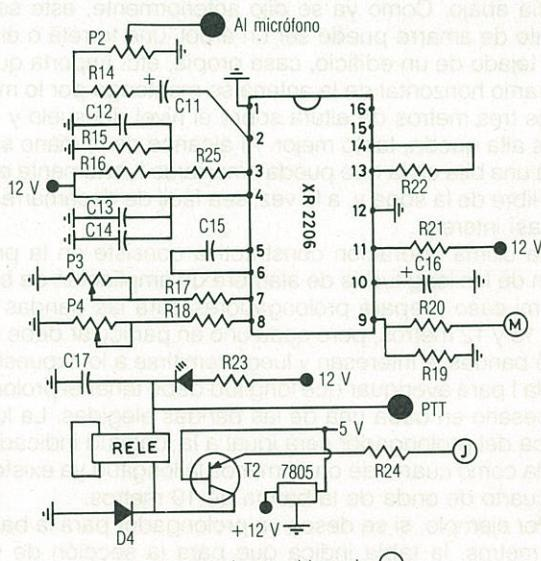 Al micrófono
P2
R14
+
C11
C12
R15
R16
R25
12 V
C13
C14
C15
P3
P4
R17
R18
1
2
3
4
5
6
7
8
XR 2206
16
15
14
13
12
11
10
9
R22
R21
12 V
+
C16
R20
M
R19
C17
R23
12 V
PTT
RELE
5 V
T2
7805
R24
J
D4
+12 V